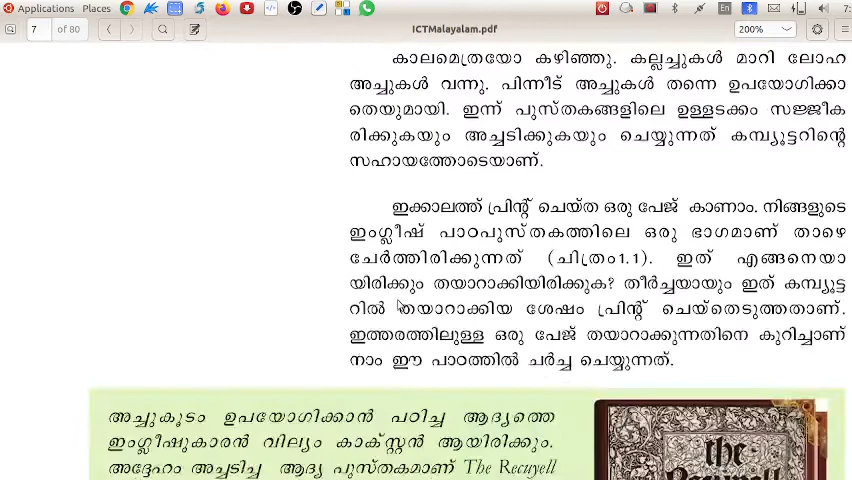 Applications Places En 7:
7 of 80 ICTMalayalam.pdf 200%
കാലമെത്രയോ കഴിഞ്ഞു. കല്ലച്ചുകൾ മാറി ലോഹ
അച്ചുകൾ വന്നു. പിന്നീട് അച്ചുകൾ തന്നെ ഉപയോഗിക്കാ
തെയുമായി. ഇന്ന് പുസ്തകങ്ങളിലെ ഉള്ളടക്കം സജ്ജീക
രിക്കുകയും അച്ചടിക്കുകയും ചെയ്യുന്നത് കമ്പ്യൂട്ടറിന്റെ
സഹായത്തോടെയാണ്.
ഇക്കാലത്ത് പ്രിന്റ് ചെയ്ത ഒരു പേജ് കാണാം. നിങ്ങളുടെ
ഇംഗ്ലീഷ് പാഠപുസ്തകത്തിലെ ഒരു ഭാഗമാണ് താഴെ
ചേർത്തിരിക്കുന്നത് (ചിത്രം1.1). ഇത് എങ്ങനെയാ
യിരിക്കും തയാറാക്കിയിരിക്കുക? തീർച്ചയായും ഇത് കമ്പ്യൂട്ട
റിൽ തയാറാക്കിയ ശേഷം പ്രിന്റ് ചെയ്തെടുത്തതാണ്.
ഇത്തരത്തിലുള്ള ഒരു പേജ് തയാറാക്കുന്നതിനെ കുറിച്ചാണ്
നാം ഈ പാഠത്തിൽ ചർച്ച ചെയ്യുന്നത്.
അച്ചുകൂടം ഉപയോഗിക്കാൻ പഠിച്ച ആദ്യത്തെ
ഇംഗ്ലീഷുകാരൻ വില്യം കാക്സ്റ്റൻ ആയിരിക്കും.
അദ്ദേഹം അച്ചടിച്ച ആദ്യ പുസ്തകമാണ് The Recuyell
the
Recuyell